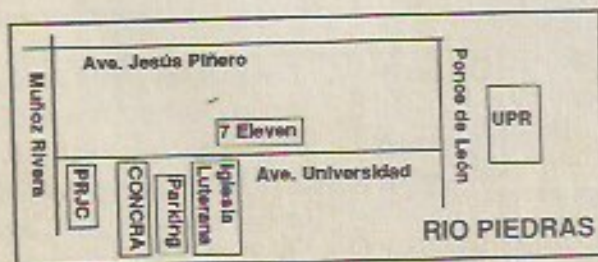 Ave. Jesús Piñero
Muñoz Rivera
Ponce de León
UPR
7 Eleven
PRJC
CONCRA
Parking
Iglesia
Luterana
Ave. Universidad
RIO PIEDRAS